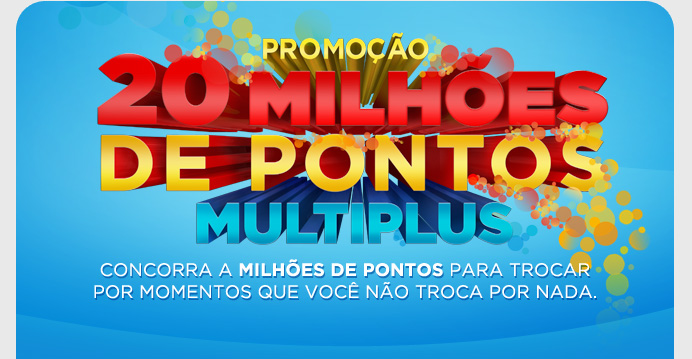 PROMOÇÃO
20 MILHÕES
DE PONTOS
MULTIPLUS
CONCORRA A MILHÕES DE PONTOS PARA TROCAR
POR MOMENTOS QUE VOCÊ NÃO TROCA POR NADA.